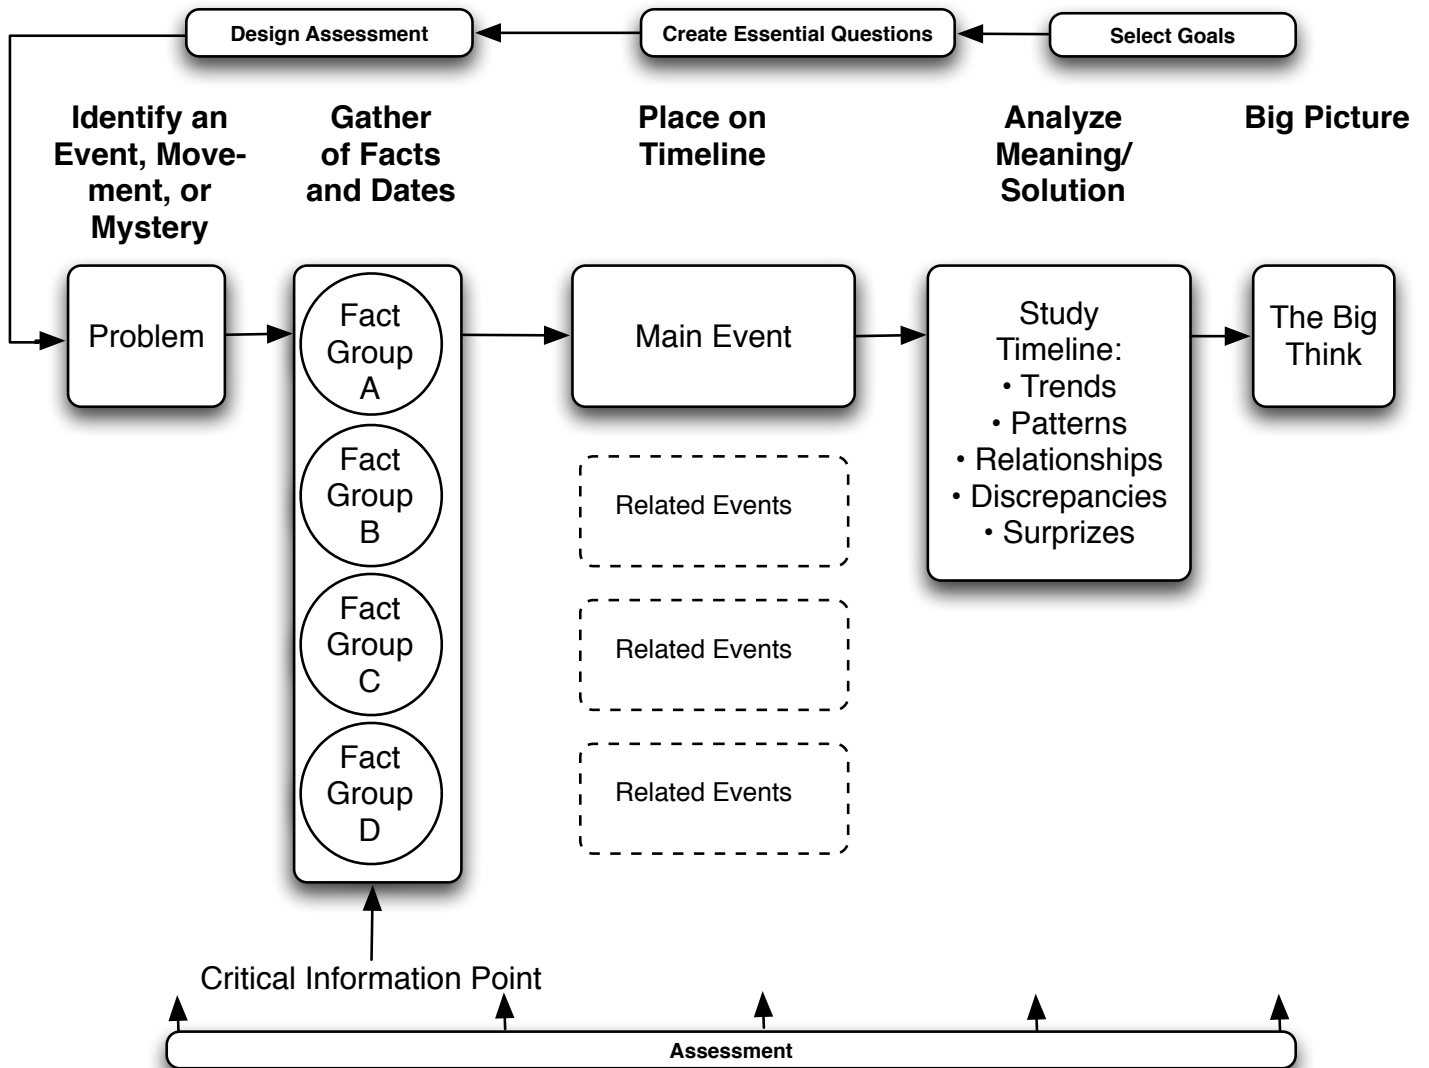 Design Assessment
Create Essential Questions
Select Goals
Identify an
Event, Move-
ment, or
Mystery
Gather
of Facts
and Dates
Place on
Timeline
Analyze
Meaning/
Solution
Big Picture
Problem
Fact
Group
A
Fact
Group
B
Fact
Group
C
Fact
Group
D
Main Event
Related Events
Related Events
Related Events
Study
Timeline:
• Trends
• Patterns
• Relationships
• Discrepancies
• Surprizes
The Big
Think
Critical Information Point
Assessment